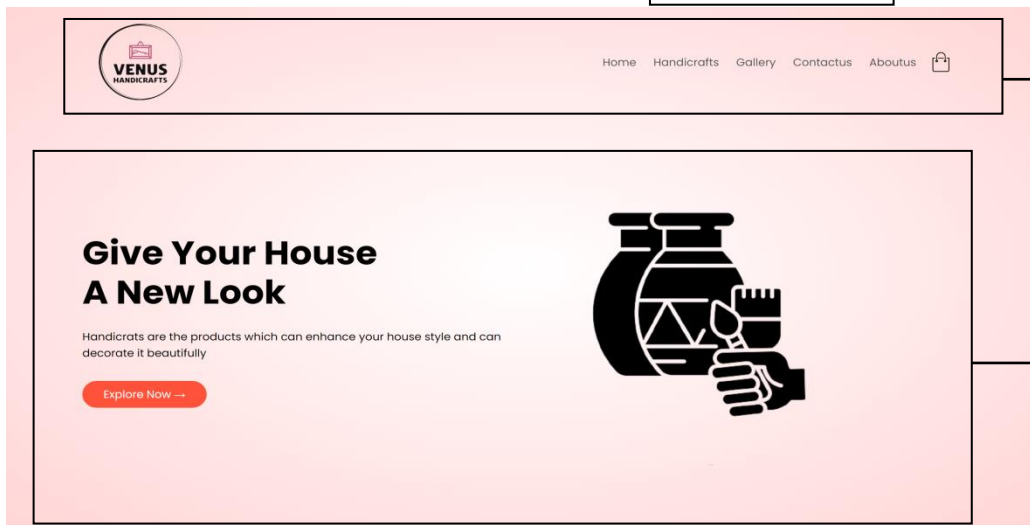 VENUS
HANDICRAFTS
Home Handicrafts Gallery Contactus Aboutus
Give Your House
A New Look
Handicrats are the products which can enhance your house style and can
decorate it beautifully
Explore Now →